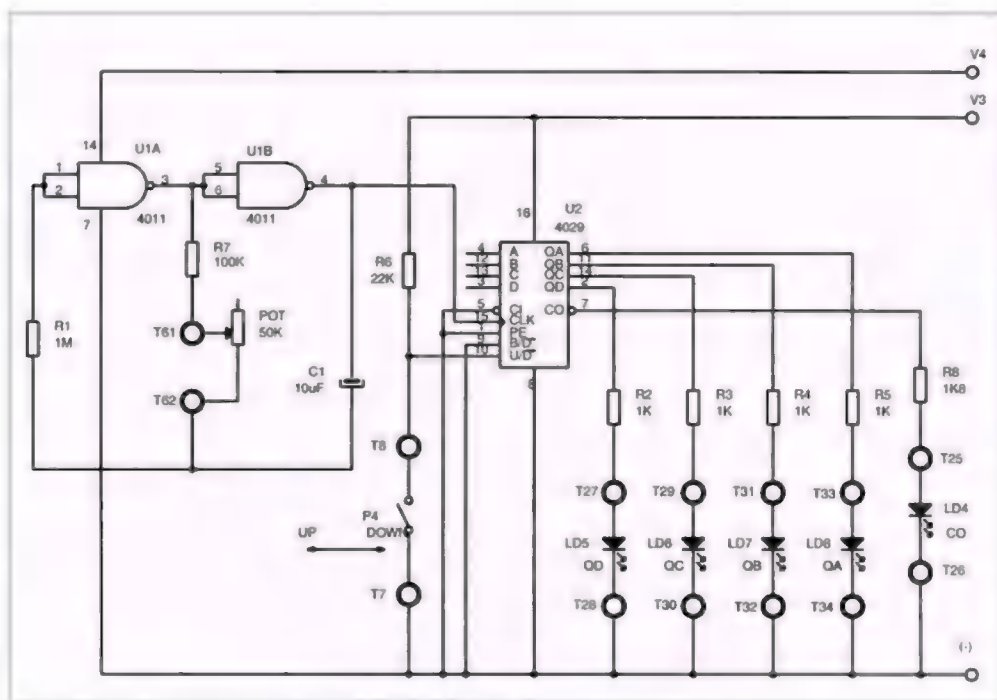 V4
V3
14
U1A
U1B
1
2
3
5
6
4
7
4011
4011
R7
100K
R6
22K
16
U2
4029
4
12
13
3
A
B
C
D
QA
QB
QC
QD
6
11
14
2
5
15
1
9
10
CI
CLK
PE
B/D
U/D
CO
7
8
R1
1M
T61
POT
50K
T62
C1
10uF
R2
1K
R3
1K
R4
1K
R5
1K
R8
1K8
T8
T25
P4
UP
DOWN
T27
T29
T31
T33
LD4
CO
LD5
QD
LD6
QC
LD7
QB
LD8
QA
T26
T7
T28
T30
T32
T34
(-)